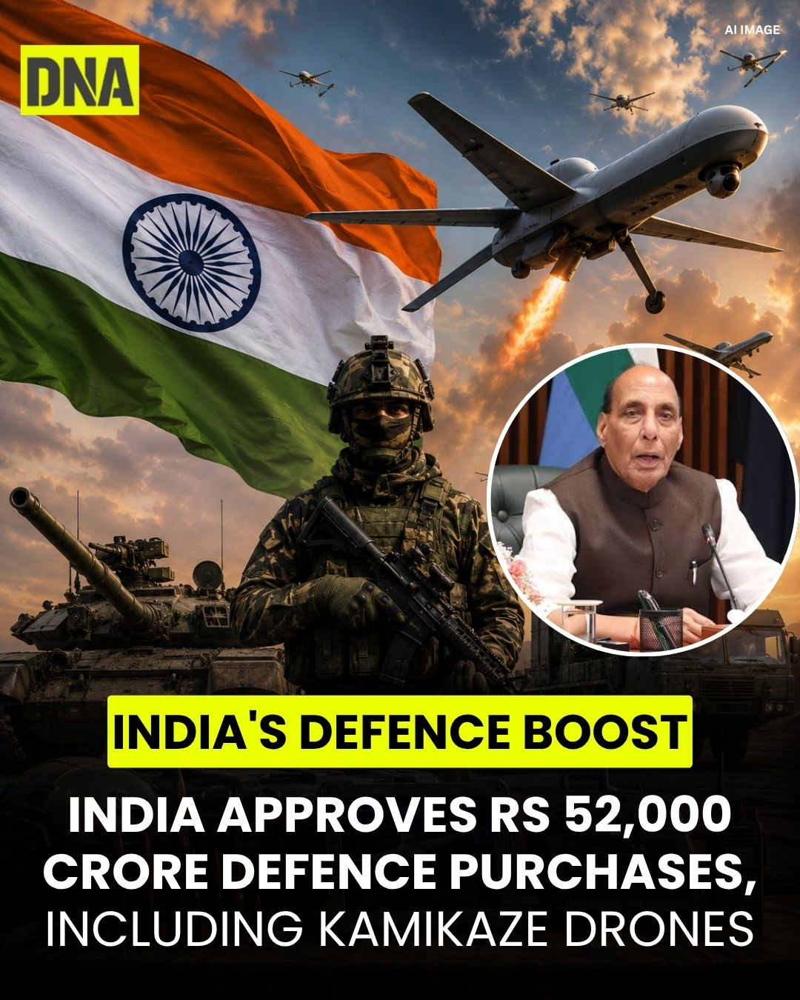 AI IMAGE
DNA
INDIA'S DEFENCE BOOST
INDIA APPROVES RS 52,000
CRORE DEFENCE PURCHASES,
INCLUDING KAMIKAZE DRONES